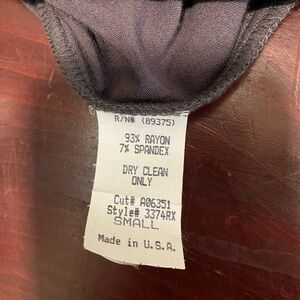 R/N# (89375)
93% RAYON
7% SPANDEX
DRY CLEAN
ONLY
Cut# A06351
Style# 3374RX
SMALL
Made in U.S.A.